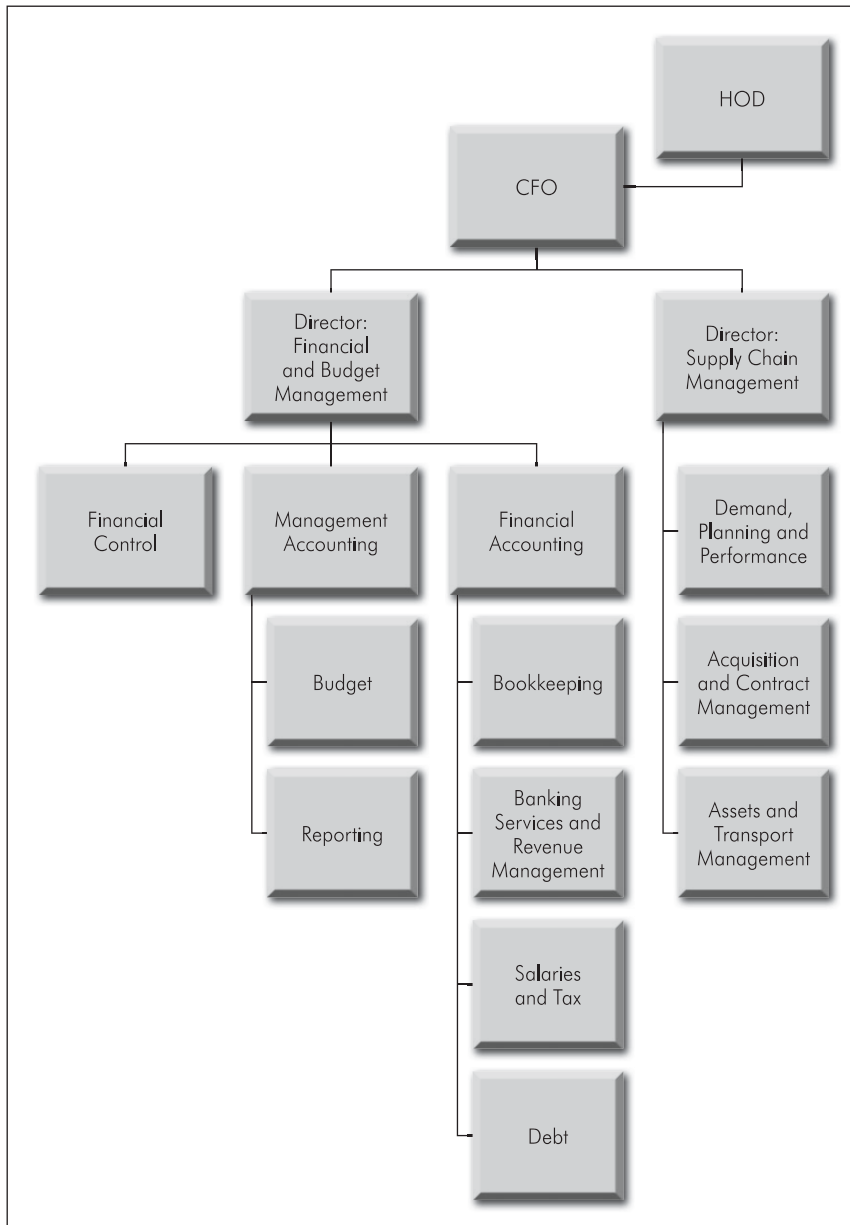 HOD
CFO
Director:
Financial
and Budget
Management
Director:
Supply Chain
Management
Financial
Control
Management
Accounting
Financial
Accounting
Demand,
Planning and
Performance
Budget
Bookkeeping
Acquisition
and Contract
Management
Reporting
Banking
Services and
Revenue
Management
Assets and
Transport
Management
Salaries
and Tax
Debt